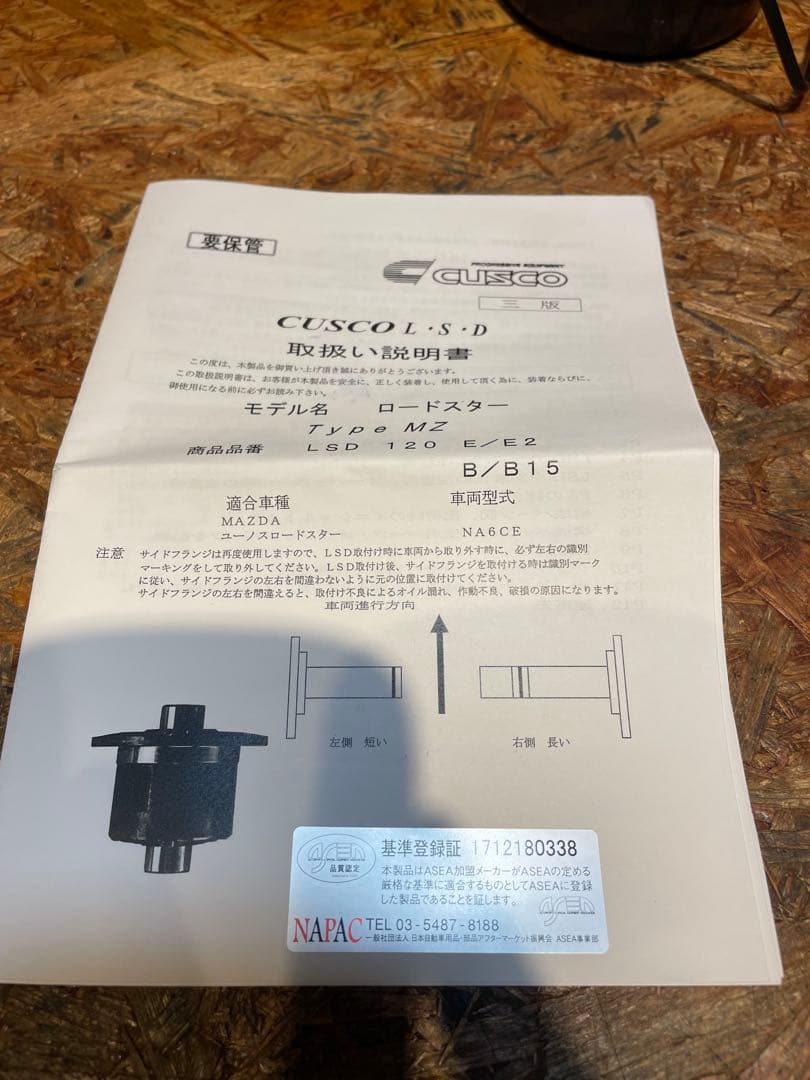 要保管
PROGRESSIVE EQUIPMENT
CUSCO
三 版
CUSCO L・S・D
取扱い説明書
この度は、本製品を御買い上げ頂き誠にありがとうございます。
この取扱説明書は、お客様が本製品を安全に、正しく装着し、使用して頂く為に、装着ならびに、
御使用になる前に必ずお読み下さい。
モデル名 ロードスター
Type MZ
商品品番 LSD 120 E/E2
B/B15
適合車種 車両型式
MAZDA
ユーノスロードスター NA6CE
注意 サイドフランジは再度使用しますので、LSD取付け時に車両から取り外す時に、必ず左右の識別
マーキングをして取り外してください。LSD取付け後、サイドフランジを取付ける時は識別マーク
に従い、サイドフランジの左右を間違わないように元の位置に取付けてください。
サイドフランジの左右を間違えると、取付け不良によるオイル漏れ、作動不良、破損の原因になります。
車両進行方向
左側 短い 右側 長い
ASEA
品質認定
基準登録証 1712180338
本製品はASEA加盟メーカーがASEAの定める
厳格な基準に適合するものとしてASEAに登録
した製品であることを証します。
ASEA
NAPAC TEL 03-5487-8188
一般社団法人 日本自動車用品・部品アフターマーケット振興会 ASEA事業部